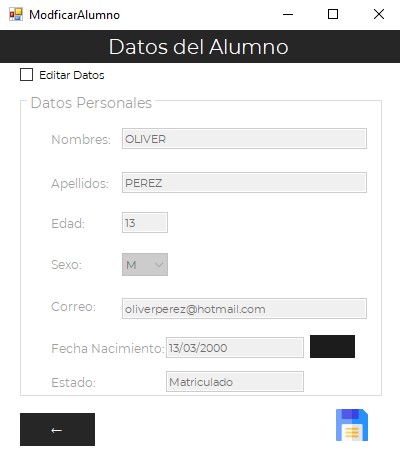 ModficarAlumno
Datos del Alumno
Editar Datos
Datos Personales
Nombres: OLIVER
Apellidos: PEREZ
Edad: 13
Sexo: M
Correo: oliverperez@hotmail.com
Fecha Nacimiento: 13/03/2000
Estado: Matriculado
←